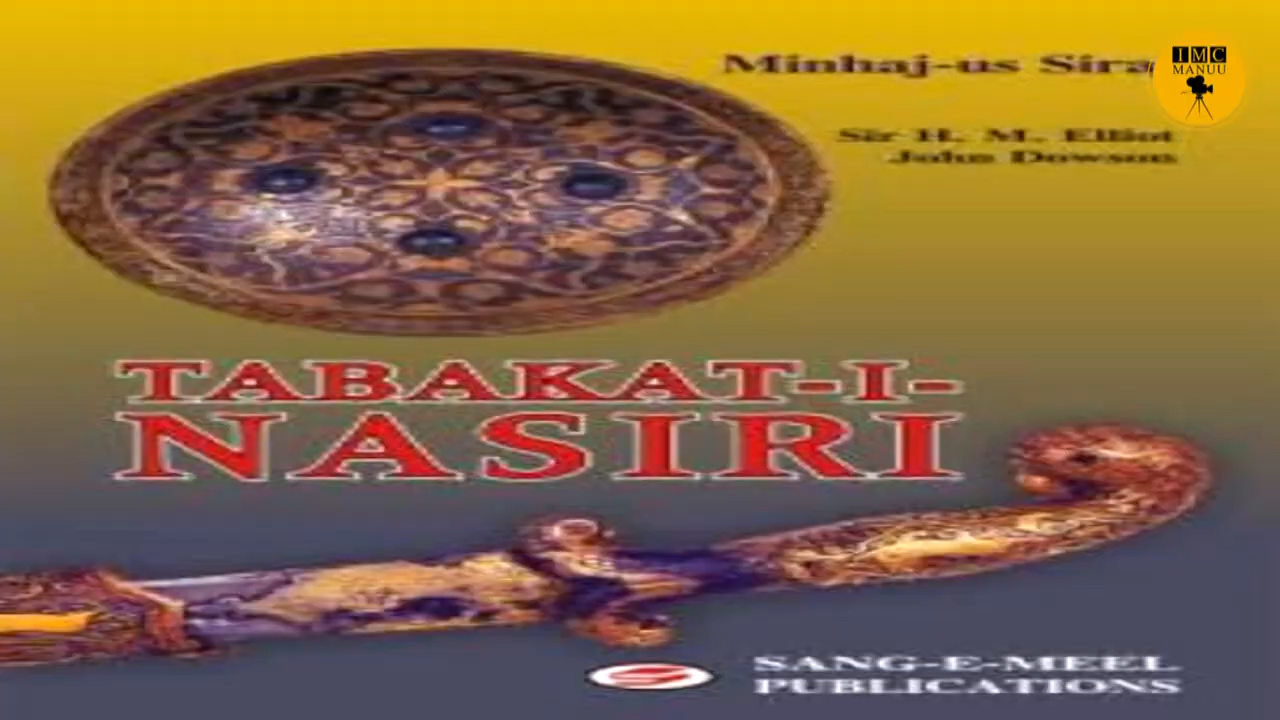 Minhaj-us Sira
IMC
MANUU
Sir H. M. Elliot
John Dowson
TABAKAT-I-
NASIRI
SANG-E-MEEL
PUBLICATIONS